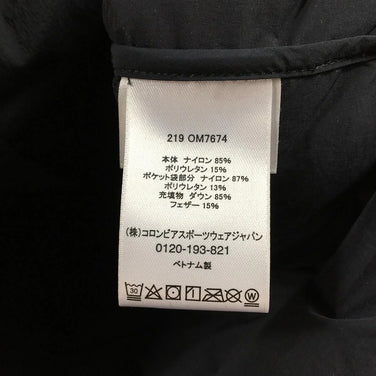 219 OM7674
本体 ナイロン 85%
ポリウレタン 15%
ポケット袋部分 ナイロン 87%
ポリウレタン 13%
充填物 ダウン 85%
フェザー 15%
(株)コロンビアスポーツウェアジャパン
0120-193-821
ベトナム製